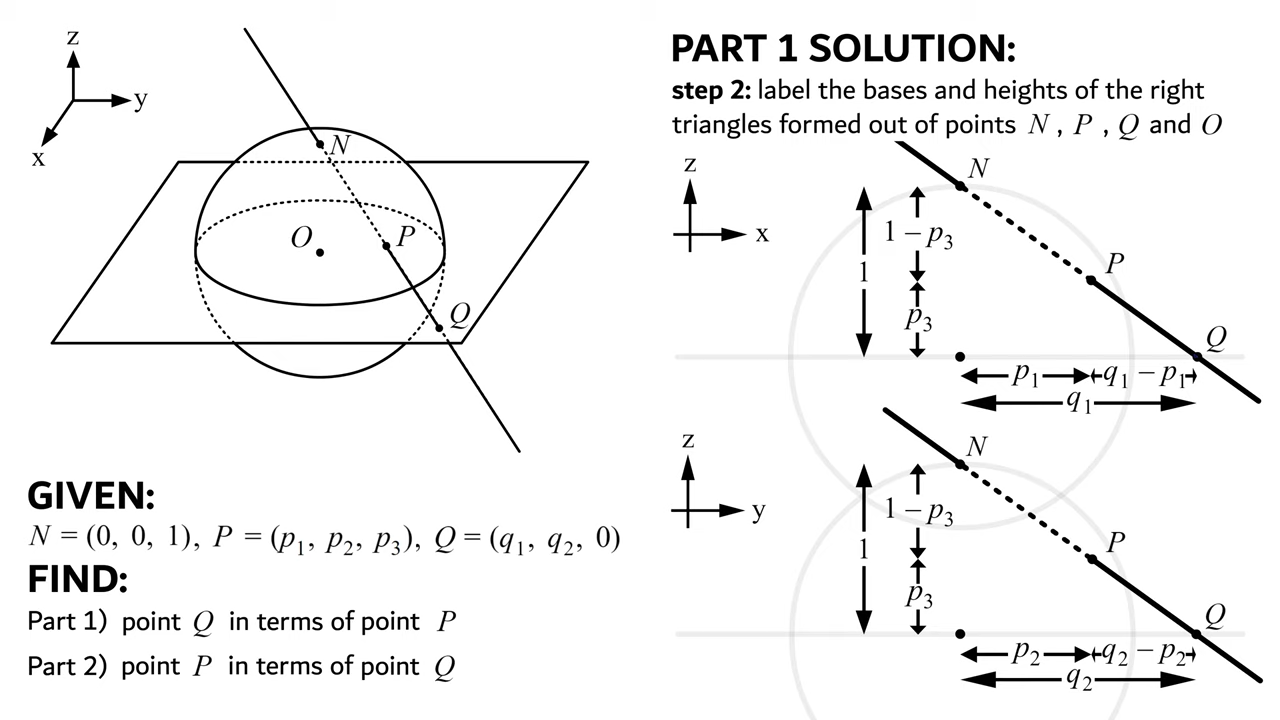 z
y
x
N
O
P
Q
GIVEN:
N = (0, 0, 1), P = (p₁, p₂, p₃), Q = (q₁, q₂, 0)
FIND:
Part 1) point Q in terms of point P
Part 2) point P in terms of point Q
PART 1 SOLUTION:
step 2: label the bases and heights of the right
triangles formed out of points N , P , Q and O
z
x
N
1 − p₃
P
1
p₃
Q
p₁
q₁ − p₁
q₁
z
y
N
1 − p₃
P
1
p₃
Q
p₂
q₂ − p₂
q₂